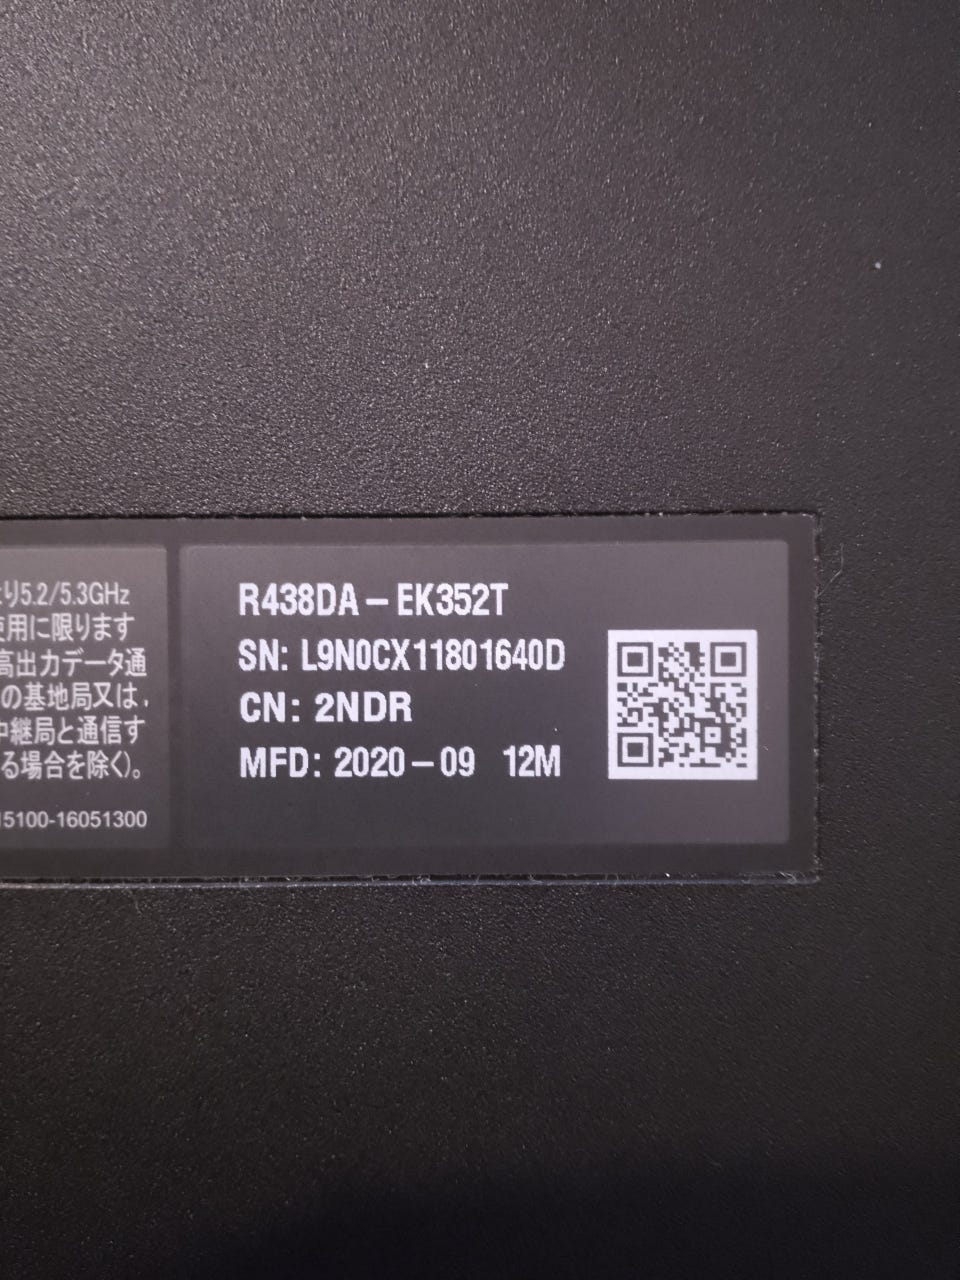 り5.2/5.3GHz
使用に限ります
高出力データ通
の基地局又は、
中継局と通信す
る場合を除く)。
15100-16051300
R438DA-EK352T
SN: L9N0CX11801640D
CN: 2NDR
MFD: 2020-09 12M